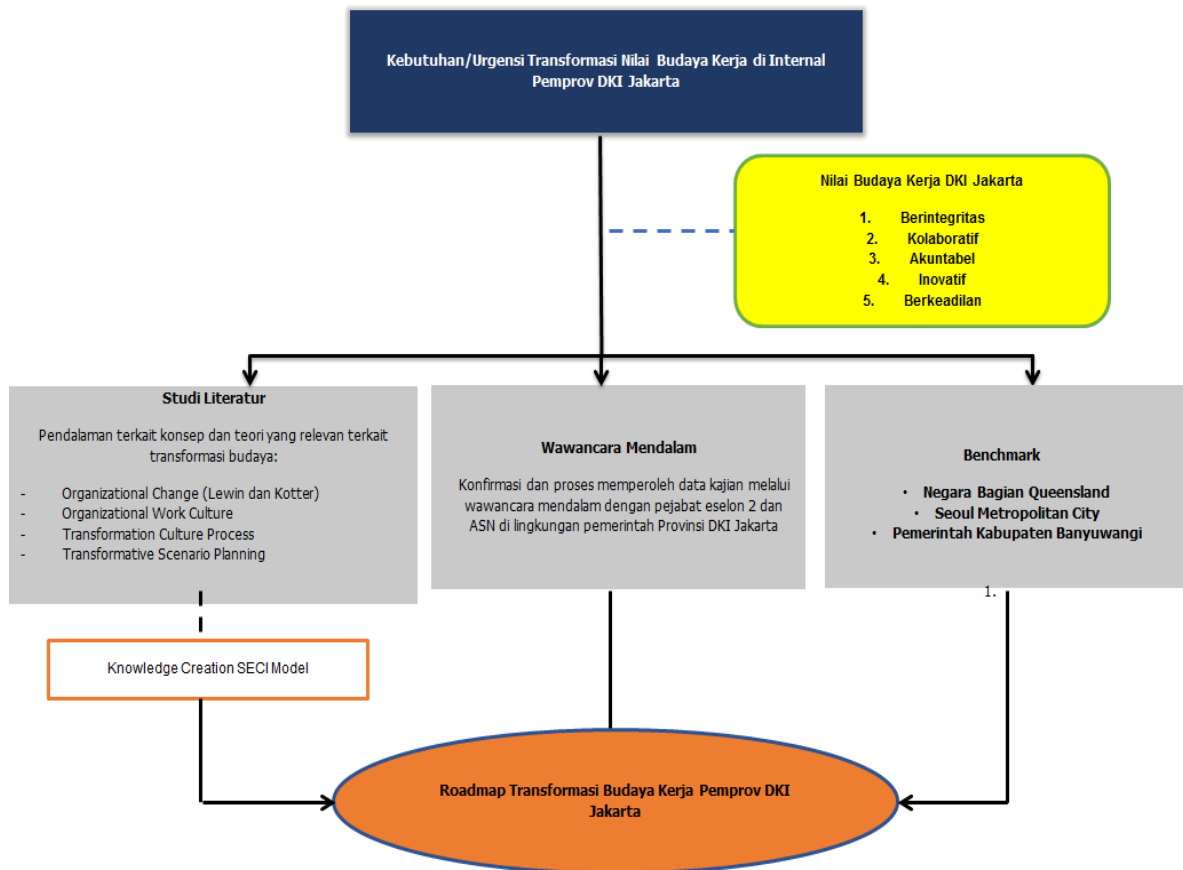 Kebutuhan/Urgensi Transformasi Nilai Budaya Kerja di Internal
Pemprov DKI Jakarta
Nilai Budaya Kerja DKI Jakarta
1. Berintegritas
2. Kolaboratif
3. Akuntabel
4. Inovatif
5. Berkeadilan
Studi Literatur
Pendalaman terkait konsep dan teori yang relevan terkait
transformasi budaya:
- Organizational Change (Lewin dan Kotter)
- Organizational Work Culture
- Transformation Culture Process
- Transformative Scenario Planning
Wawancara Mendalam
Konfirmasi dan proses memperoleh data kajian melalui
wawancara mendalam dengan pejabat eselon 2 dan
ASN di lingkungan pemerintah Provinsi DKI Jakarta
Benchmark
• Negara Bagian Queensland
• Seoul Metropolitan City
• Pemerintah Kabupaten Banyuwangi
1.
Knowledge Creation SECI Model
Roadmap Transformasi Budaya Kerja Pemprov DKI
Jakarta